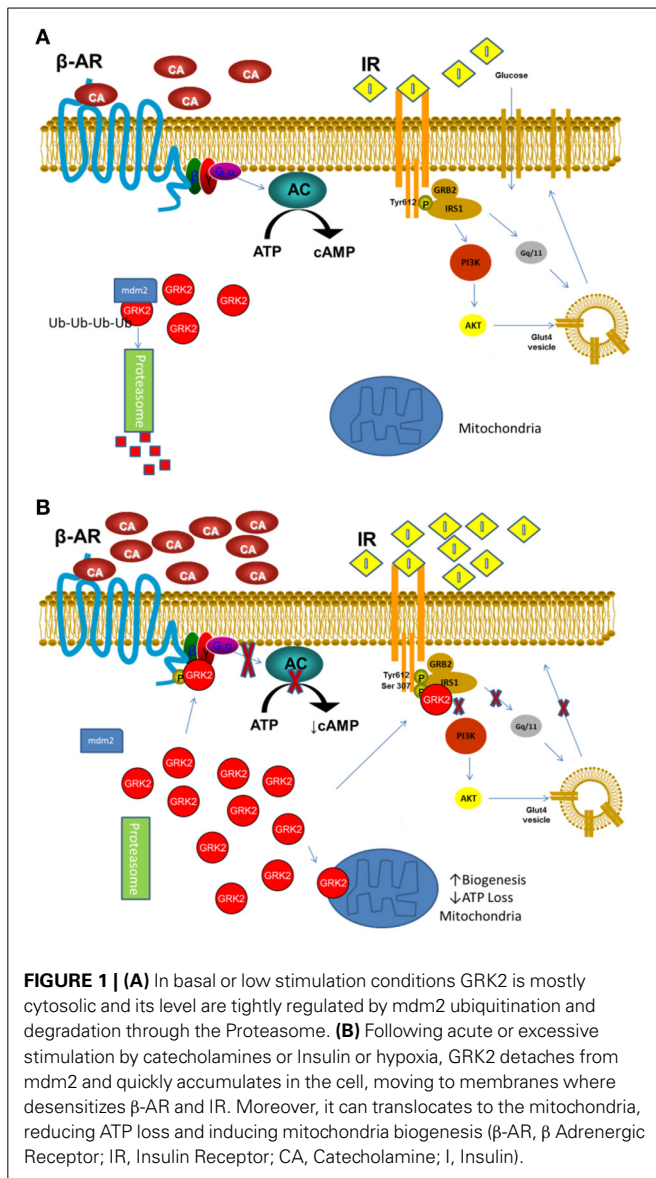 A
β-AR
CA
CA
CA
CA
IR
I
I
I
I
Glucose
β
γ
Gsα
AC
ATP
cAMP
Tyr612
P
GRB2
IRS1
PI3K
Gq/11
AKT
Glut4
vesicle
mdm2
GRK2
GRK2
GRK2
GRK2
Ub-Ub-Ub-Ub
Proteasome
Mitochondria
B
β-AR
CA
CA
CA
CA
CA
CA
CA
CA
CA
CA
IR
I
I
I
I
I
I
I
I
I
P
GRK2
AC
ATP
↓cAMP
Tyr612
Ser 307
P
P
GRB2
IRS1
GRK2
PI3K
Gq/11
AKT
Glut4
vesicle
mdm2
GRK2
GRK2
GRK2
GRK2
GRK2
GRK2
GRK2
GRK2
GRK2
GRK2
GRK2
Proteasome
GRK2
↑Biogenesis
↓ATP Loss
Mitochondria
FIGURE 1 | (A) In basal or low stimulation conditions GRK2 is mostly
cytosolic and its level are tightly regulated by mdm2 ubiquitination and
degradation through the Proteasome. (B) Following acute or excessive
stimulation by catecholamines or Insulin or hypoxia, GRK2 detaches from
mdm2 and quickly accumulates in the cell, moving to membranes where
desensitizes β-AR and IR. Moreover, it can translocates to the mitochondria,
reducing ATP loss and inducing mitochondria biogenesis (β-AR, β Adrenergic
Receptor; IR, Insulin Receptor; CA, Catecholamine; I, Insulin).